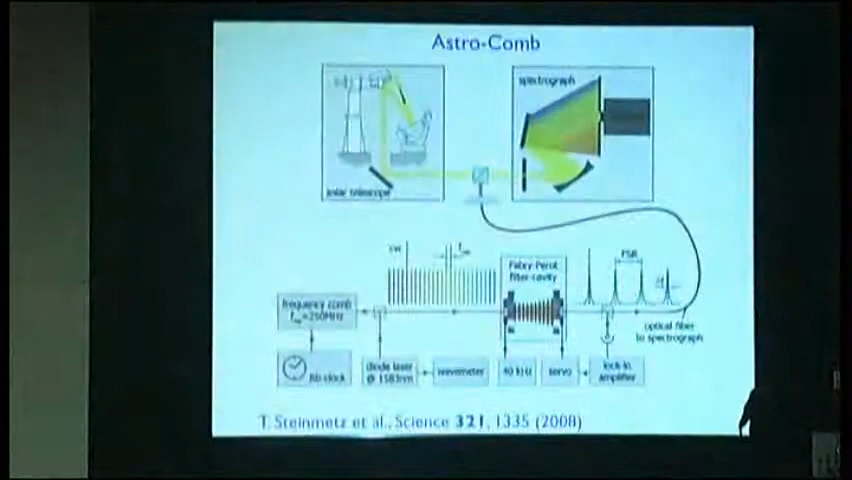 Astro-Comb
spectrograph
solar telescope
cw
FSR
Fabry-Perot
filter-cavity
frequency comb
=250MHz
optical fiber
to spectrograph
Rb-clock
diode laser
@ 1583nm
wavemeter
40 kHz
servo
lock-in
amplifier
T. Steinmetz et al., Science 321, 1335 (2008)